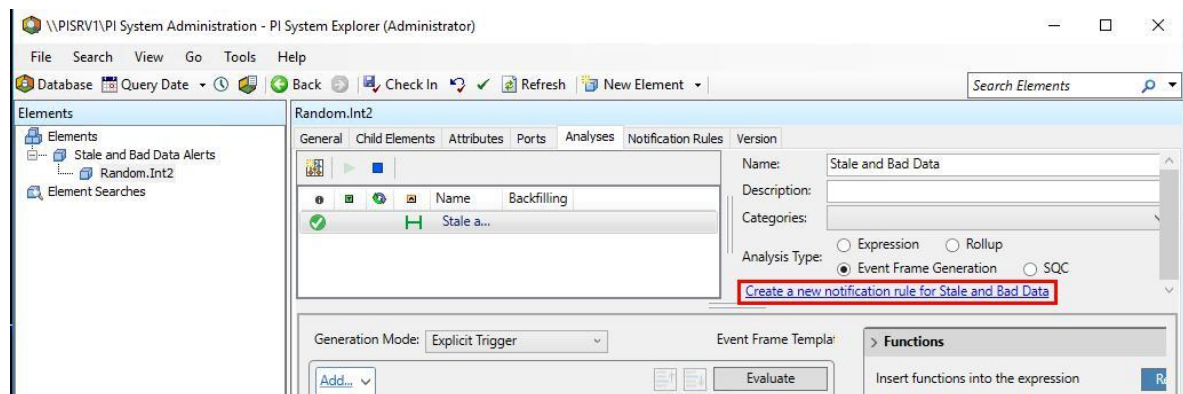 \\PISRV1\PI System Administration - PI System Explorer (Administrator)
File Search View Go Tools Help
Database Query Date Back Check In Refresh New Element Search Elements
Elements
Elements
Stale and Bad Data Alerts
Random.Int2
Element Searches
Random.Int2
General Child Elements Attributes Ports Analyses Notification Rules Version
Name Backfilling
Stale a...
Name: Stale and Bad Data
Description:
Categories:
Analysis Type: Expression Rollup
Event Frame Generation SQC
Create a new notification rule for Stale and Bad Data
Generation Mode: Explicit Trigger Event Frame Templat
Add... Evaluate
> Functions
Insert functions into the expression